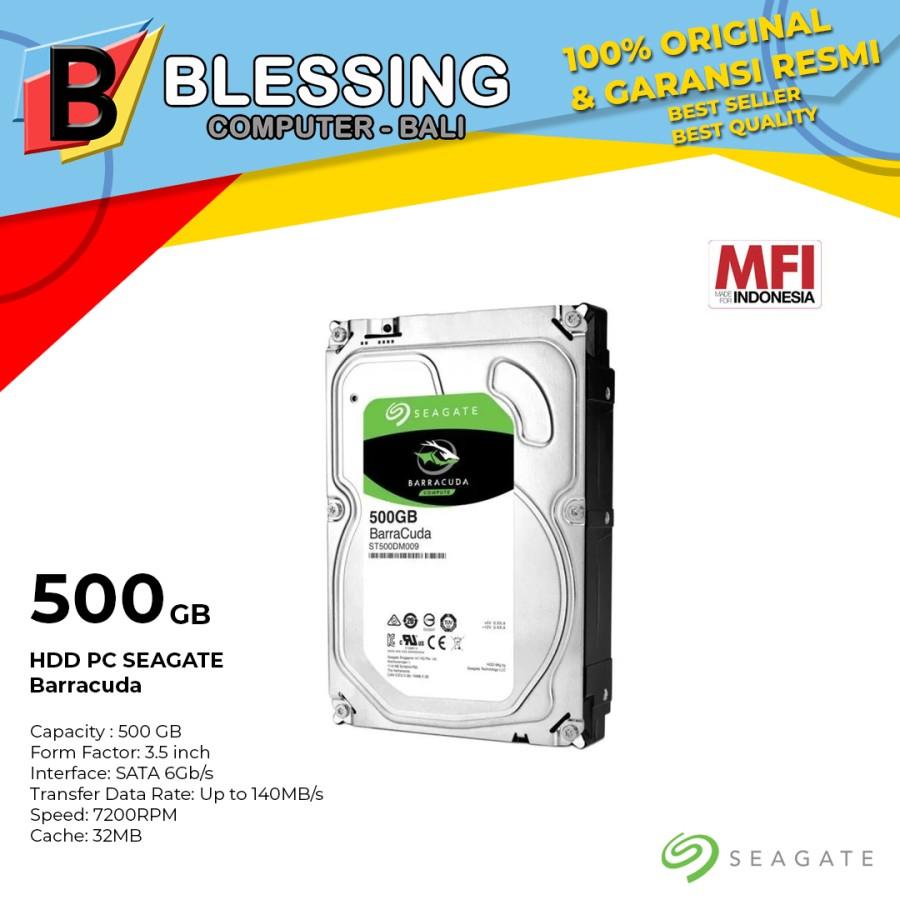 B BLESSING
COMPUTER - BALI
100% ORIGINAL
& GARANSI RESMI
BEST SELLER
BEST QUALITY
MFI
MADE FOR INDONESIA
SEAGATE
BARRACUDA
COMPUTE
500GB
BarraCuda
ST500DM009
500 GB
HDD PC SEAGATE
Barracuda
Capacity : 500 GB
Form Factor: 3.5 inch
Interface: SATA 6Gb/s
Transfer Data Rate: Up to 140MB/s
Speed: 7200RPM
Cache: 32MB
SEAGATE